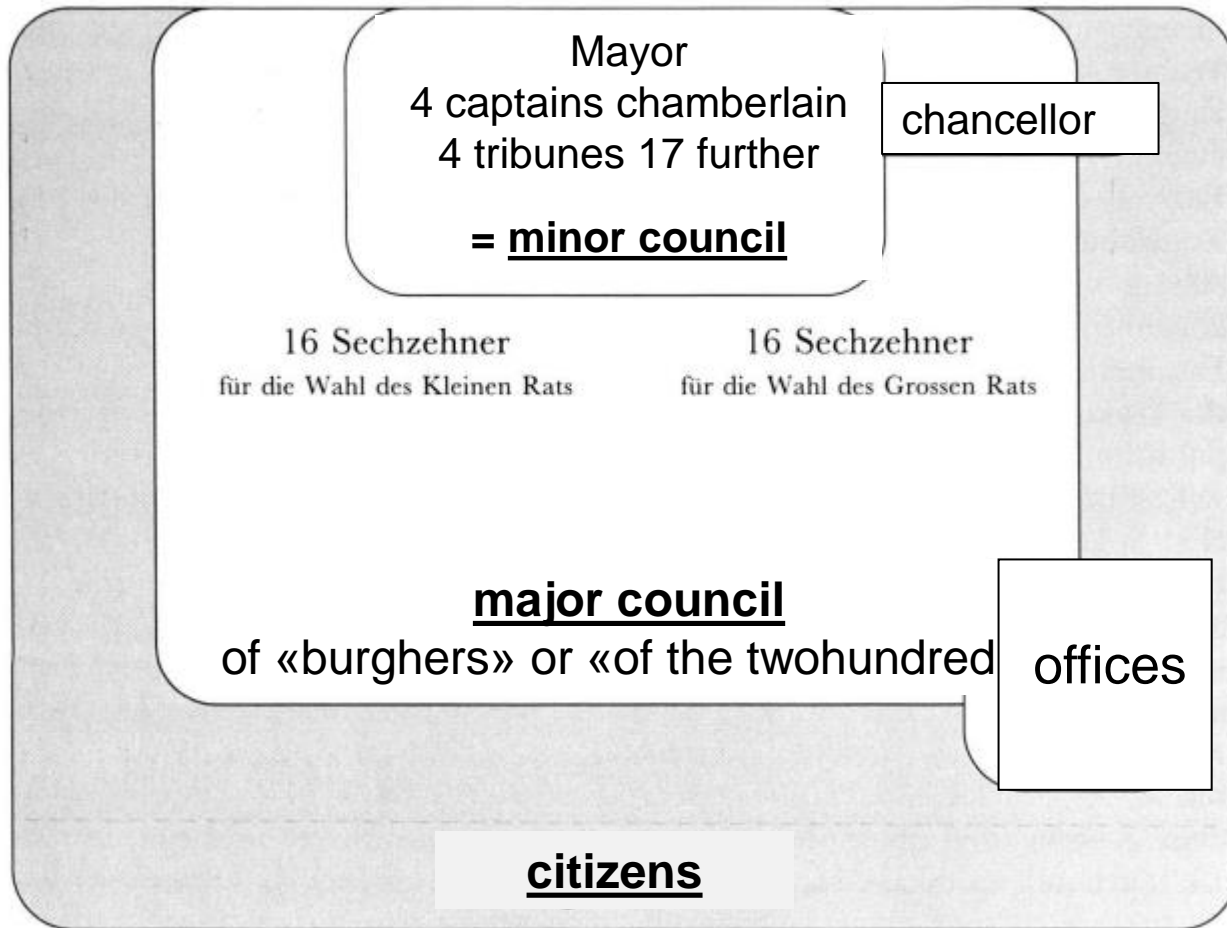 Mayor
4 captains chamberlain
4 tribunes 17 further
= minor council
chancellor
16 Sechzehner
für die Wahl des Kleinen Rats
16 Sechzehner
für die Wahl des Grossen Rats
major council
of «burghers» or «of the twohundred
offices
citizens